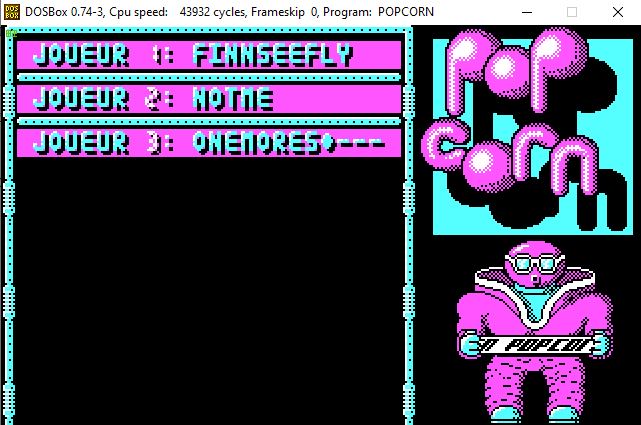 DOSBox 0.74-3, Cpu speed: 43932 cycles, Frameskip 0, Program: POPCORN
JOUEUR 1: FINNSEEFLY
JOUEUR 2: NOTME
JOUEUR 3: ONEMORES♦---
POP
corn
POPCOR